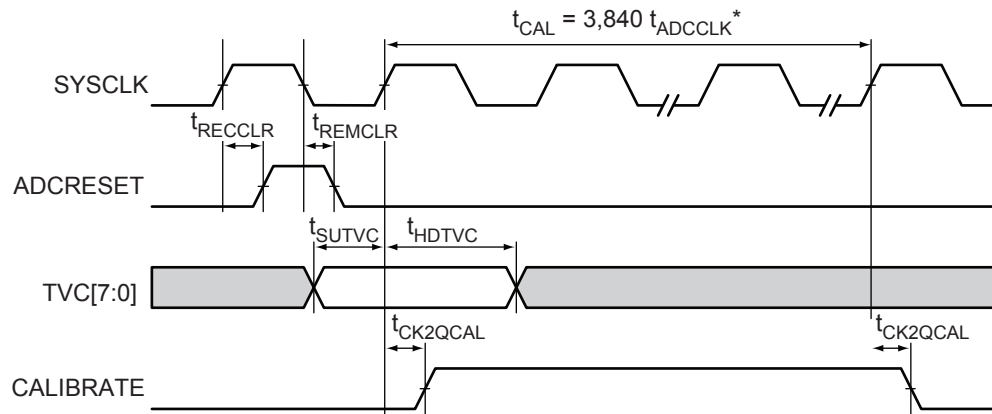 tCAL = 3,840 tADCCLK*
SYSCLK
tRECCLR
tREMCLR
ADCRESET
tSUTVC
tHDTVC
TVC[7:0]
tCK2QCAL
tCK2QCAL
CALIBRATE